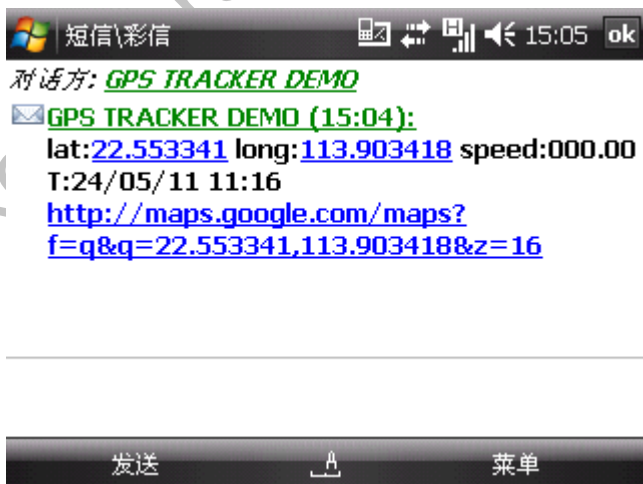 短信\彩信 15:05 ok
对话方: GPS TRACKER DEMO
GPS TRACKER DEMO (15:04):
lat:22.553341 long:113.903418 speed:000.00
T:24/05/11 11:16
http://maps.google.com/maps?
f=q&q=22.553341,113.903418&z=16
发送 菜单